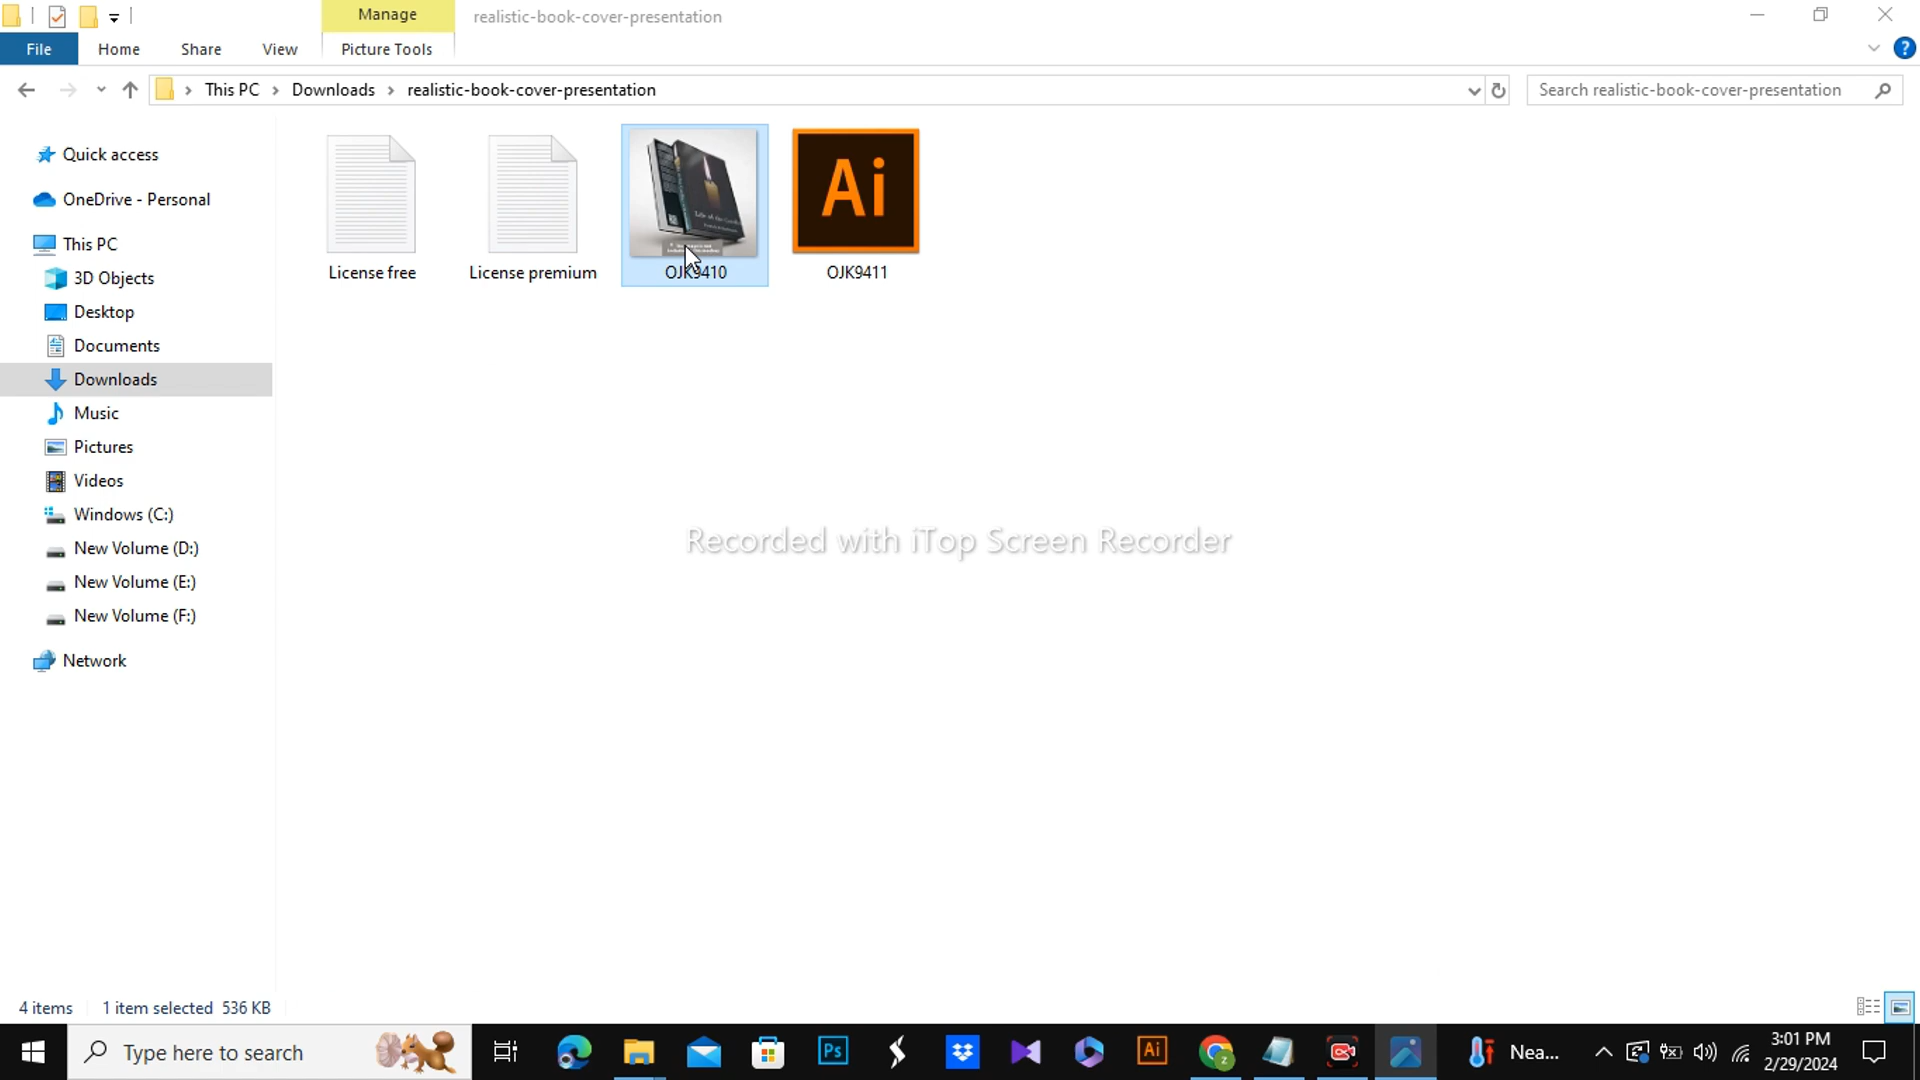 Manage
realistic-book-cover-presentation
File
Home
Share
View
Picture Tools
This PC
Downloads
realistic-book-cover-presentation
Search realistic-book-cover-presentation
Quick access
OneDrive - Personal
This PC
3D Objects
Desktop
Documents
Downloads
Music
Pictures
Videos
Windows (C:)
New Volume (D:)
New Volume (E:)
New Volume (F:)
Network
Ai
License free
License premium
OJK9410
OJK9411
Recorded with iTop Screen Recorder
4 items
1 item selected 536 KB
Type here to search
Ps
Ai
Nea...
3:01 PM
2/29/2024